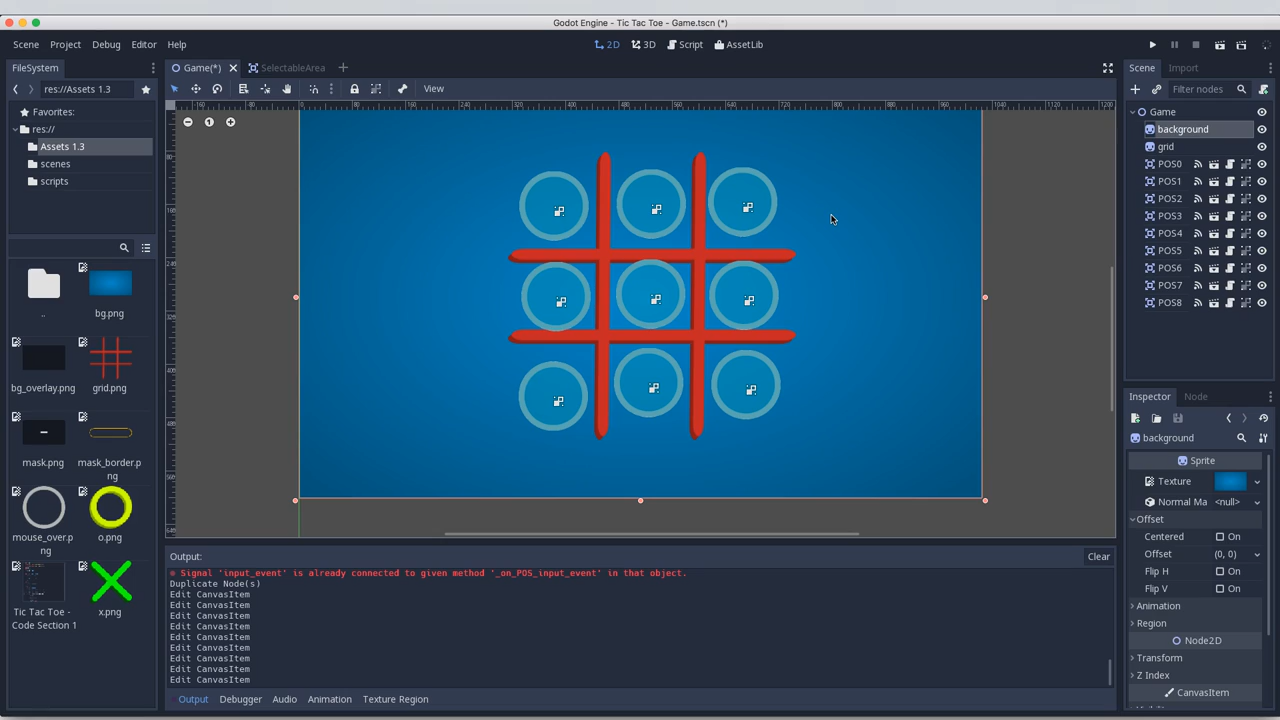 Godot Engine - Tic Tac Toe - Game.tscn (*)
Scene Project Debug Editor Help
2D 3D Script AssetLib
FileSystem
res://Assets 1.3
Favorites:
res://
Assets 1.3
scenes
scripts
..
bg.png
bg_overlay.png
grid.png
mask.png
mask_border.p
ng
mouse_over.p
ng
o.png
Tic Tac Toe -
Code Section 1
x.png
Game(*)
SelectableArea
View
Output:
Clear
Signal 'input_event' is already connected to given method '_on_POS_input_event' in that object.
Duplicate Node(s)
Edit CanvasItem
Edit CanvasItem
Edit CanvasItem
Edit CanvasItem
Edit CanvasItem
Edit CanvasItem
Edit CanvasItem
Edit CanvasItem
Edit CanvasItem
Output Debugger Audio Animation Texture Region
Scene Import
Filter nodes
Game
background
grid
POS0
POS1
POS2
POS3
POS4
POS5
POS6
POS7
POS8
Inspector Node
background
Sprite
Texture
Normal Ma <null>
Offset
Centered On
Offset (0, 0)
Flip H On
Flip V On
Animation
Region
Node2D
Transform
Z Index
CanvasItem